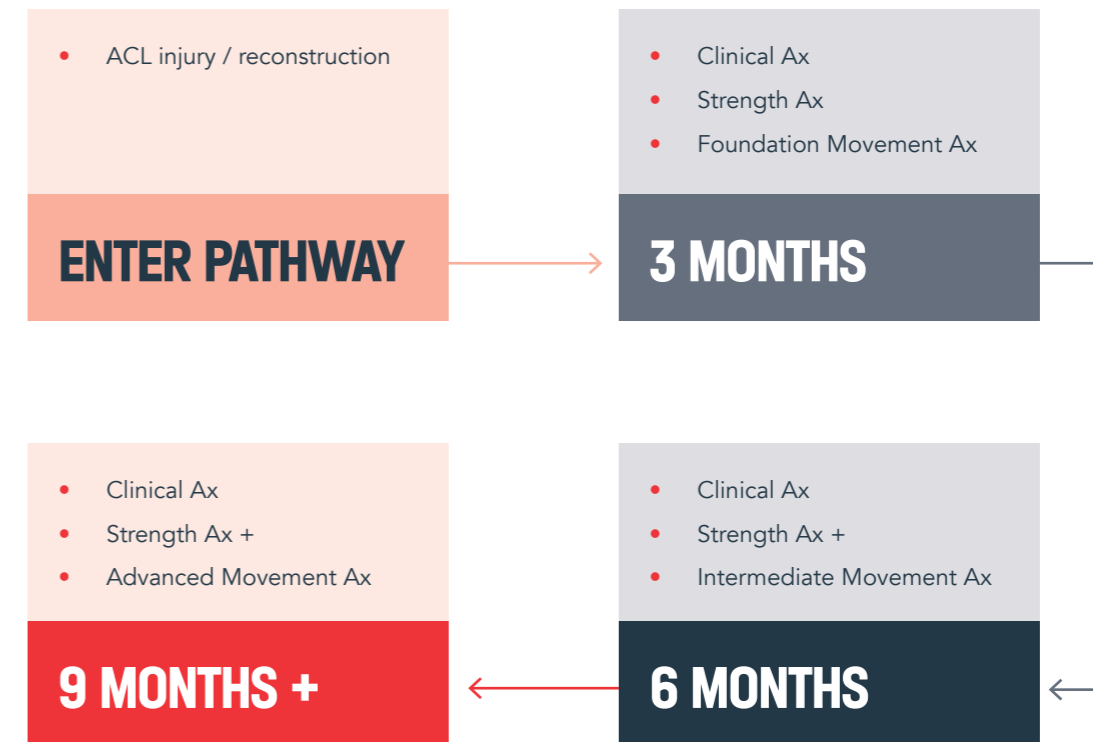 ACL injury / reconstruction
ENTER PATHWAY
Clinical Ax
Strength Ax
Foundation Movement Ax
3 MONTHS
Clinical Ax
Strength Ax +
Intermediate Movement Ax
6 MONTHS
Clinical Ax
Strength Ax +
Advanced Movement Ax
9 MONTHS +